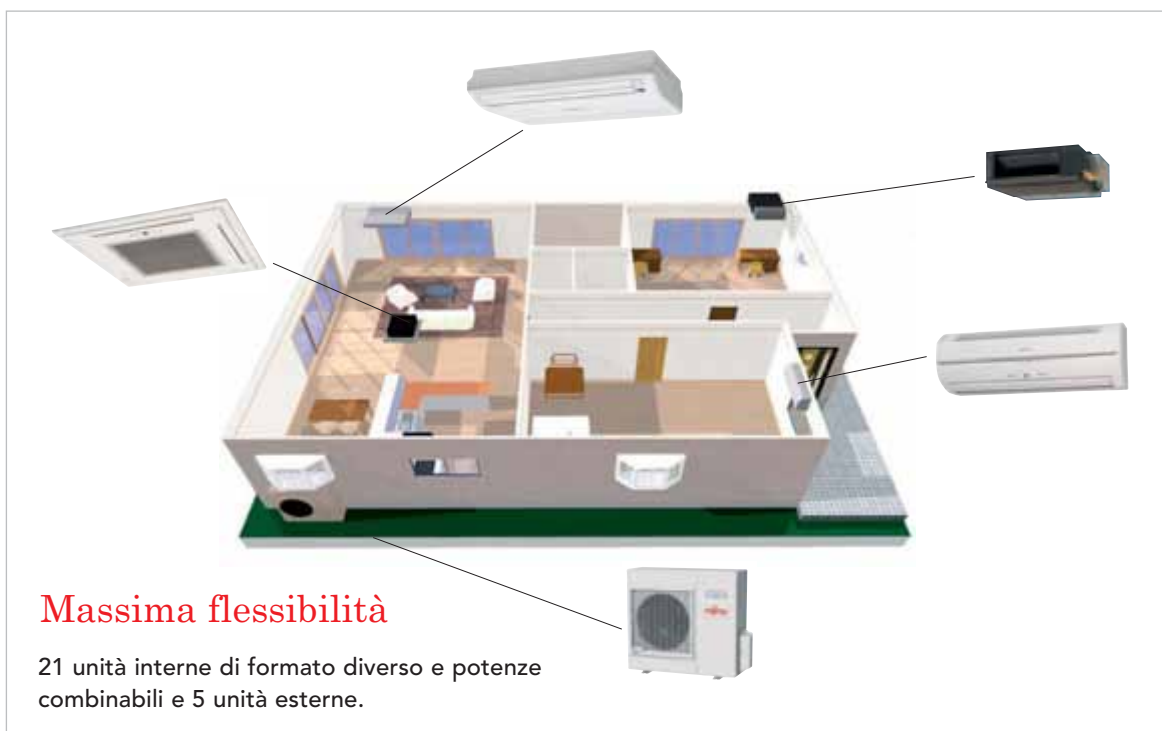 Massima flessibilità
21 unità interne di formato diverso e potenze
combinabili e 5 unità esterne.